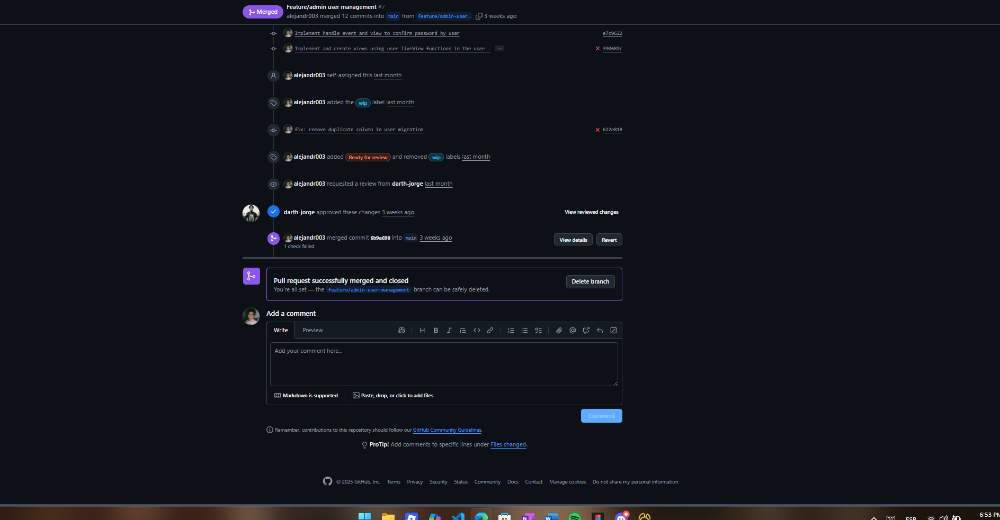 Merged
Feature/admin user management #7
alejandr003 merged 12 commits into main from feature/admin-user… 3 weeks ago
Implement handle event and view to confirm password by user e7c9622
Implement and create views using user liveView functions in the user … 390689c
alejandr003 self-assigned this last month
alejandr003 added the wip label last month
fix: remove duplicate column in user migration 622e818
alejandr003 added Ready for review and removed wip labels last month
alejandr003 requested a review from darth-jorge last month
darth-jorge approved these changes 3 weeks ago View reviewed changes
alejandr003 merged commit 6b9a698 into main 3 weeks ago View details Revert
1 check failed
Pull request successfully merged and closed
You're all set — the feature/admin-user-management branch can be safely deleted.
Delete branch
Add a comment
Write Preview
Add your comment here...
Markdown is supported Paste, drop, or click to add files
Comment
Remember, contributions to this repository should follow our GitHub Community Guidelines.
ProTip! Add comments to specific lines under Files changed.
© 2025 GitHub, Inc. Terms Privacy Security Status Community Docs Contact Manage cookies Do not share my personal information
ESP 6:53 PM